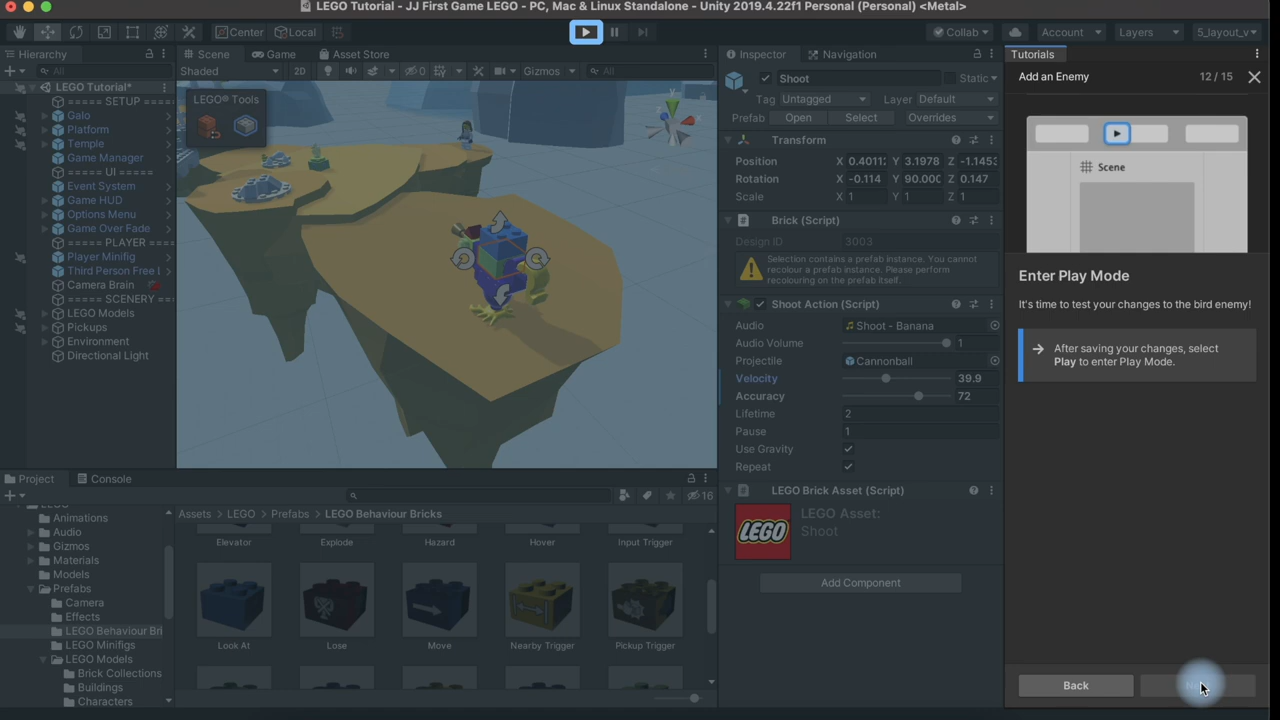 LEGO Tutorial - JJ First Game LEGO - PC, Mac & Linux Standalone - Unity 2019.4.22f1 Personal (Personal) <Metal>
Center Local Collab Account Layers 5_layout_v
Hierarchy Scene Game Asset Store Inspector Navigation Tutorials
All Shaded 2D 0 Gizmos All
Add an Enemy 12 / 15
LEGO Tutorial*
===== SETUP ====
Galo
Platform
Temple
Game Manager
===== UI =====
Event System
Game HUD
Options Menu
Game Over Fade
===== PLAYER ====
Player Minifig
Third Person Free
Camera Brain
===== SCENERY ===
LEGO Models
Pickups
Environment
Directional Light
LEGO® Tools
y
Shoot Static
Tag Untagged Layer Default
Prefab Open Select Overrides
Transform
Position X 0.4011 Y 3.1978 Z -1.145
Rotation X -0.114 Y 90.00 Z 0.147
Scale X 1 Y 1 Z 1
Brick (Script)
Design ID 3003
Selection contains a prefab instance. You cannot
recolour a prefab instance. Please perform
recolouring on the prefab itself.
Shoot Action (Script)
Audio Shoot - Banana
Audio Volume 1
Projectile Cannonball
Velocity 39.9
Accuracy 72
Lifetime 2
Pause 1
Use Gravity
Repeat
LEGO Brick Asset (Script)
LEGO
LEGO Asset:
Shoot
Add Component
Scene
Enter Play Mode
It's time to test your changes to the bird enemy!
After saving your changes, select
Play to enter Play Mode.
Back
Project Console
16
Assets > LEGO > Prefabs > LEGO Behaviour Bricks
Animations
Audio
Gizmos
Materials
Models
Prefabs
Camera
Effects
LEGO Behaviour Bri
LEGO Minifigs
LEGO Models
Brick Collections
Buildings
Characters
Elevator Explode Hazard Hover Input Trigger
Look At Lose Move Nearby Trigger Pickup Trigger